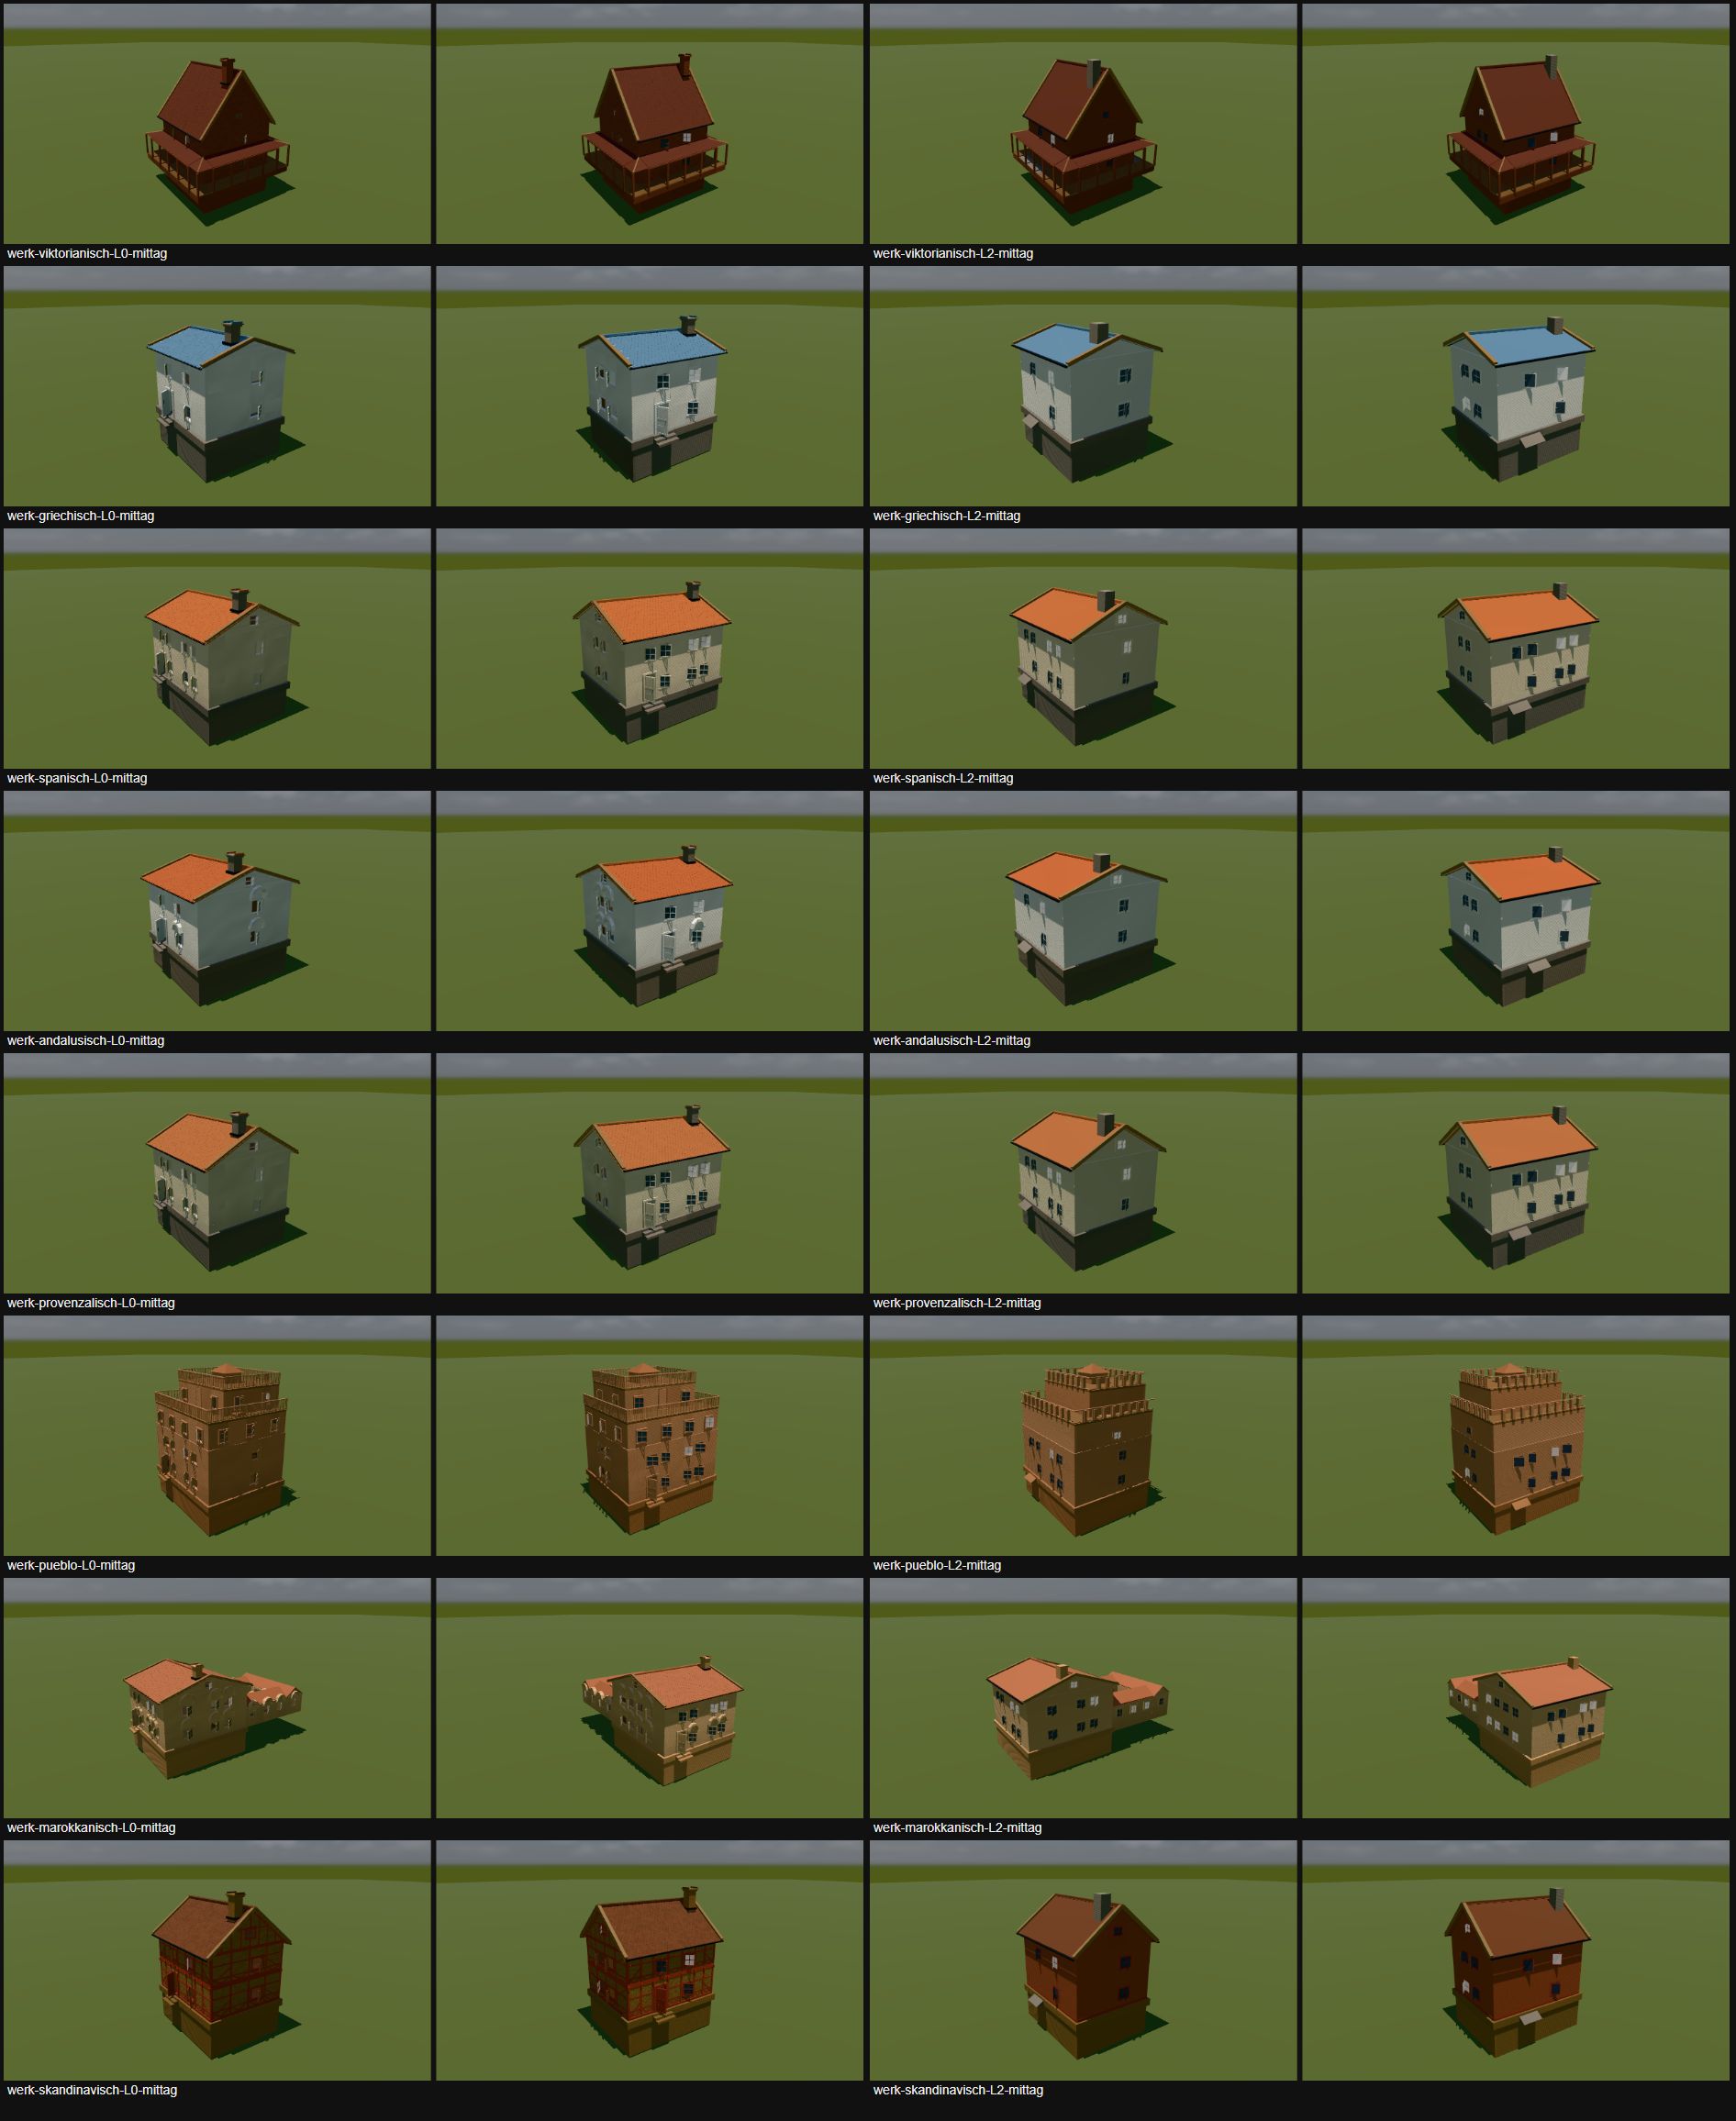 werk-viktorianisch-L0-mittag
werk-viktorianisch-L2-mittag
werk-griechisch-L0-mittag
werk-griechisch-L2-mittag
werk-spanisch-L0-mittag
werk-spanisch-L2-mittag
werk-andalusisch-L0-mittag
werk-andalusisch-L2-mittag
werk-provenzalisch-L0-mittag
werk-provenzalisch-L2-mittag
werk-pueblo-L0-mittag
werk-pueblo-L2-mittag
werk-marokkanisch-L0-mittag
werk-marokkanisch-L2-mittag
werk-skandinavisch-L0-mittag
werk-skandinavisch-L2-mittag